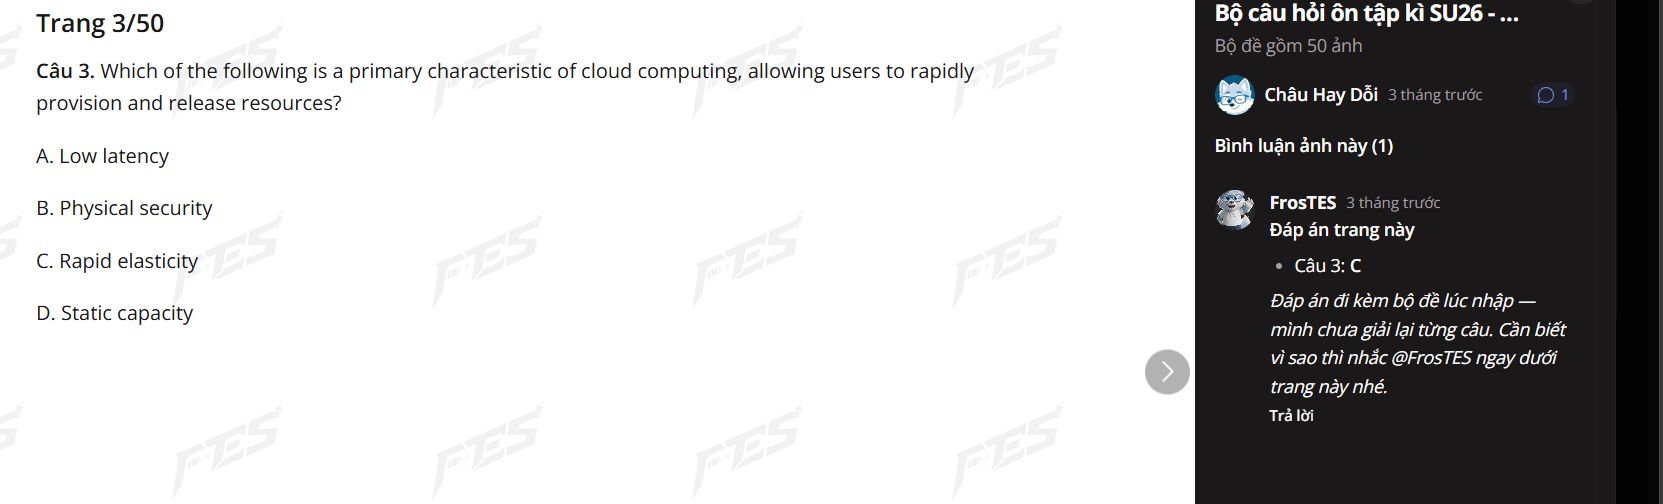 Trang 3/50
Câu 3. Which of the following is a primary characteristic of cloud computing, allowing users to rapidly
provision and release resources?
A. Low latency
B. Physical security
C. Rapid elasticity
D. Static capacity
Bộ câu hỏi ôn tập kì SU26 - ...
Bộ đề gồm 50 ảnh
Châu Hay Dỗi 3 tháng trước 1
Bình luận ảnh này (1)
FrosTES 3 tháng trước
Đáp án trang này
• Câu 3: C
Đáp án đi kèm bộ đề lúc nhập —
mình chưa giải lại từng câu. Cần biết
vì sao thì nhắc @FrosTES ngay dưới
trang này nhé.
Trả lời
FTES